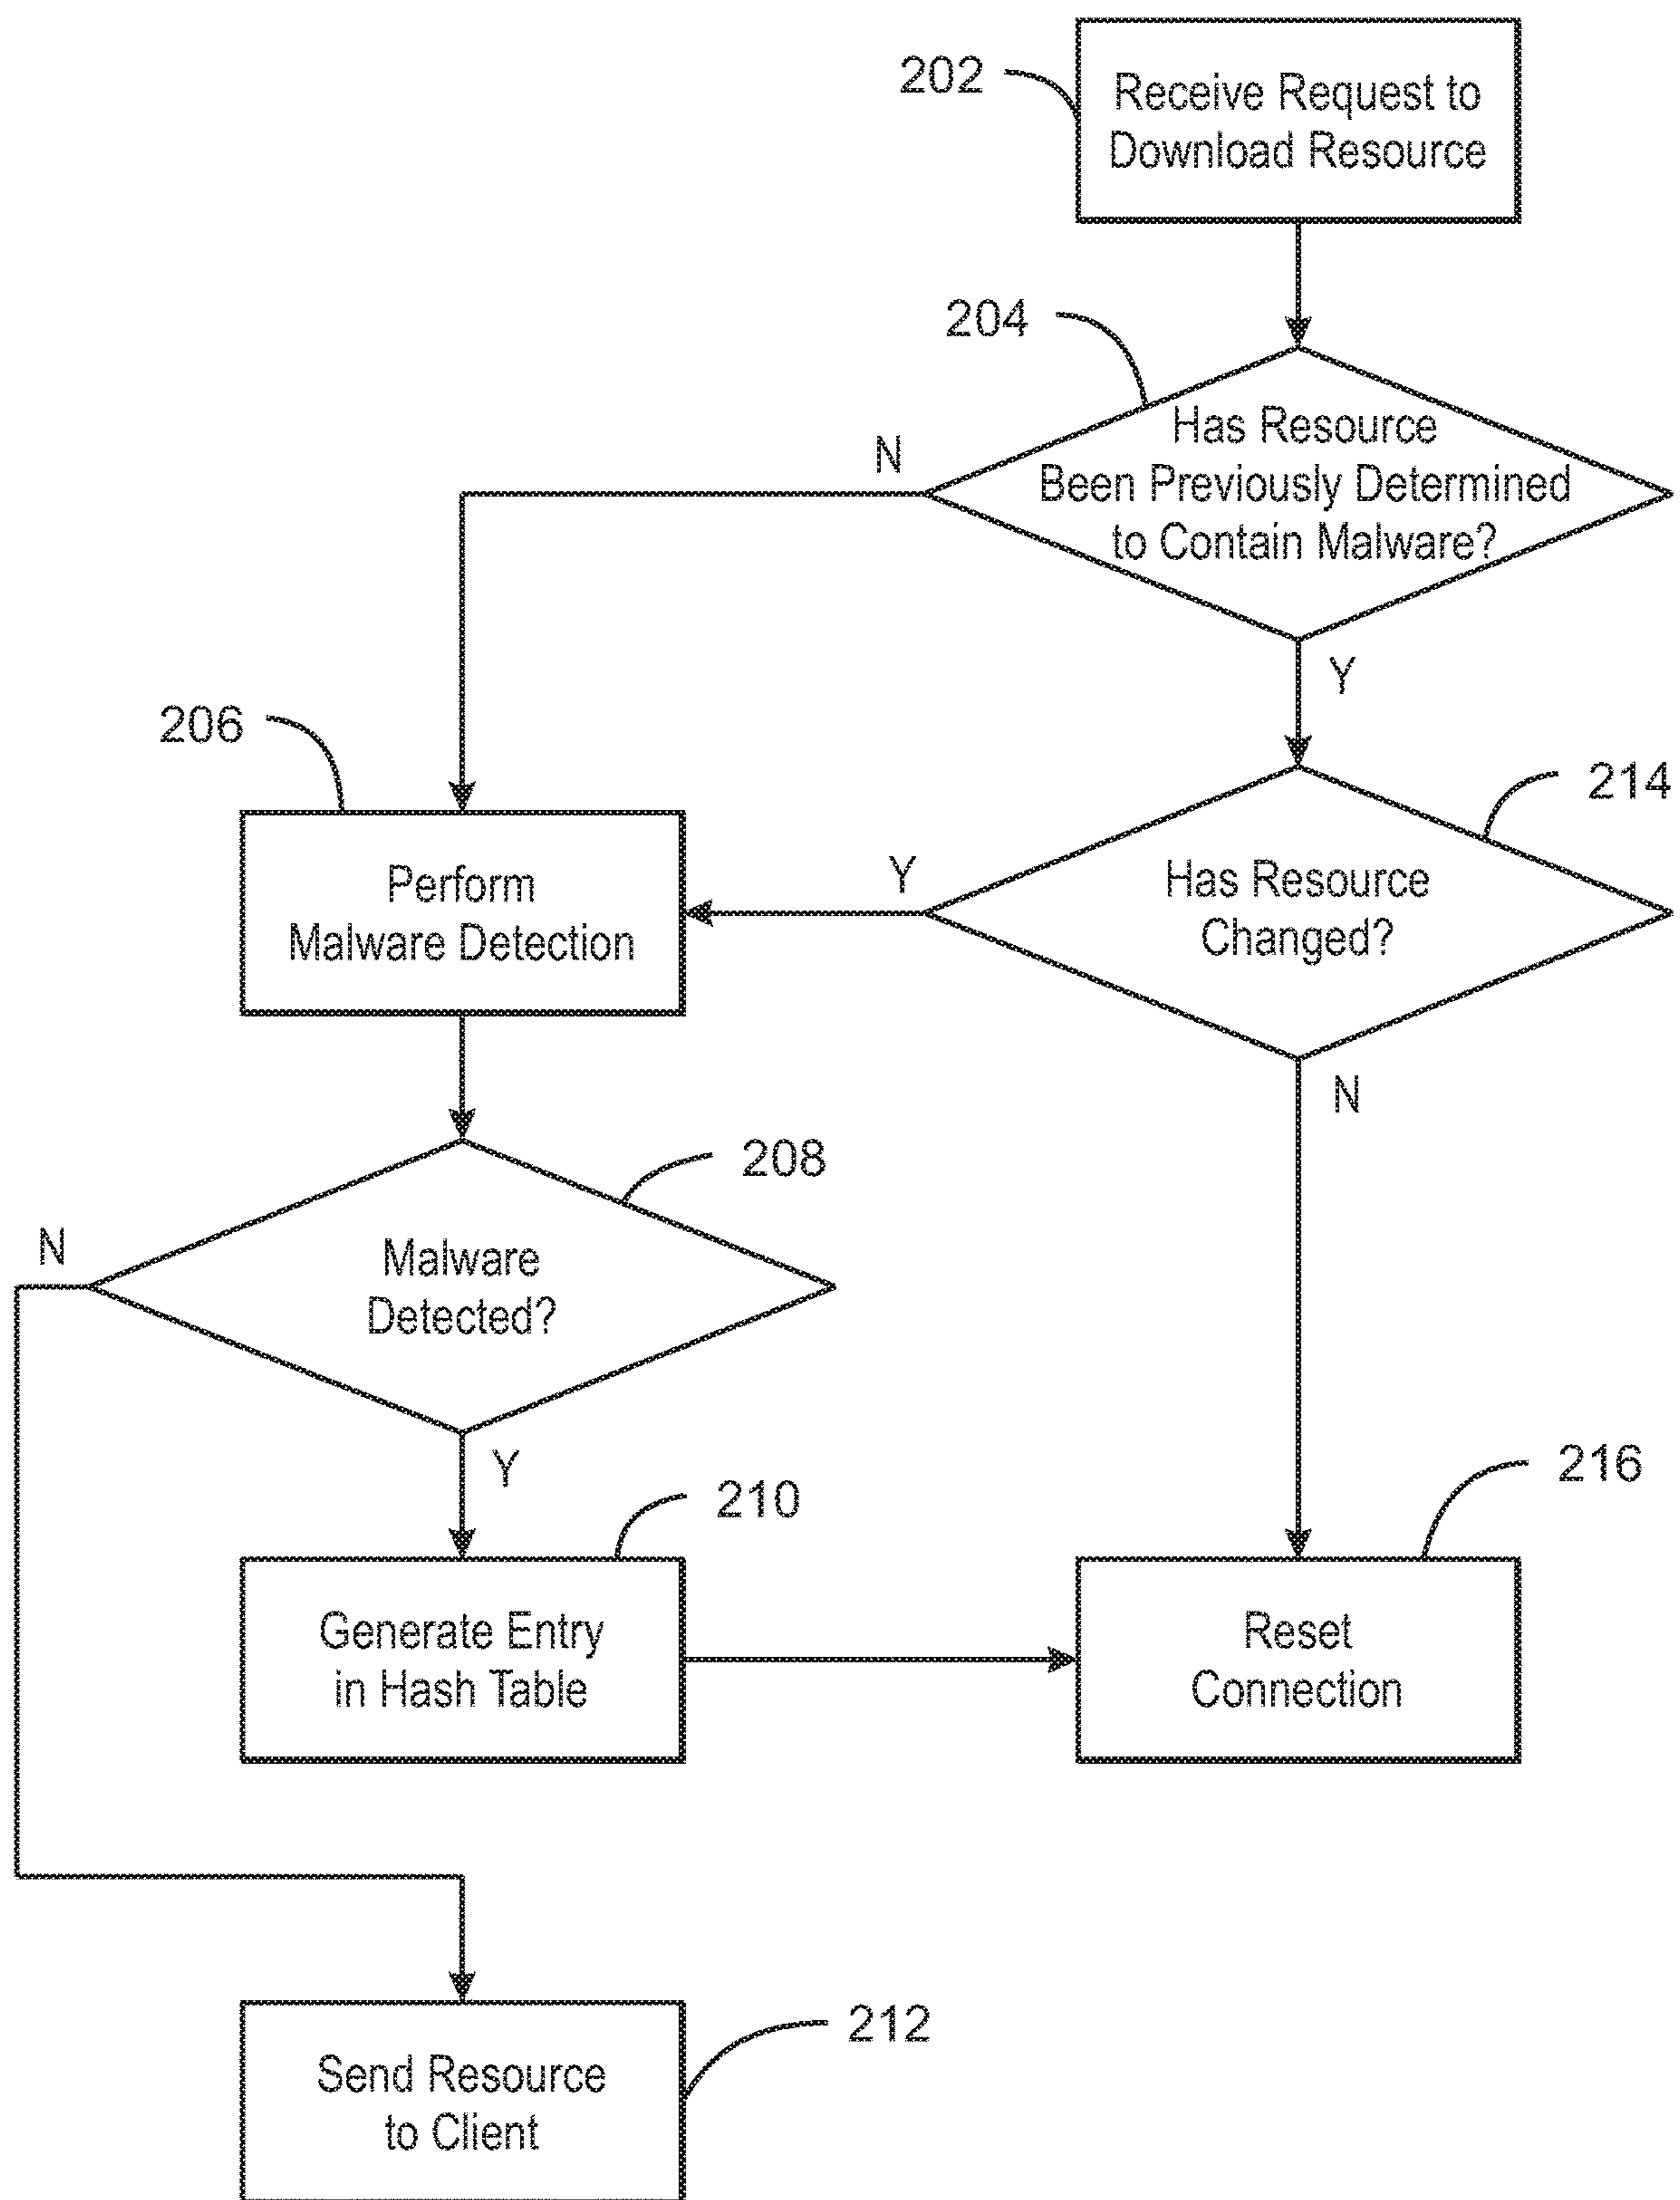 202
Receive Request to
Download Resource
204
Has Resource
Been Previously Determined
to Contain Malware?
N
Y
206
214
Perform
Malware Detection
Y
Has Resource
Changed?
N
208
N
Malware
Detected?
Y
210
216
Generate Entry
in Hash Table
Reset
Connection
212
Send Resource
to Client